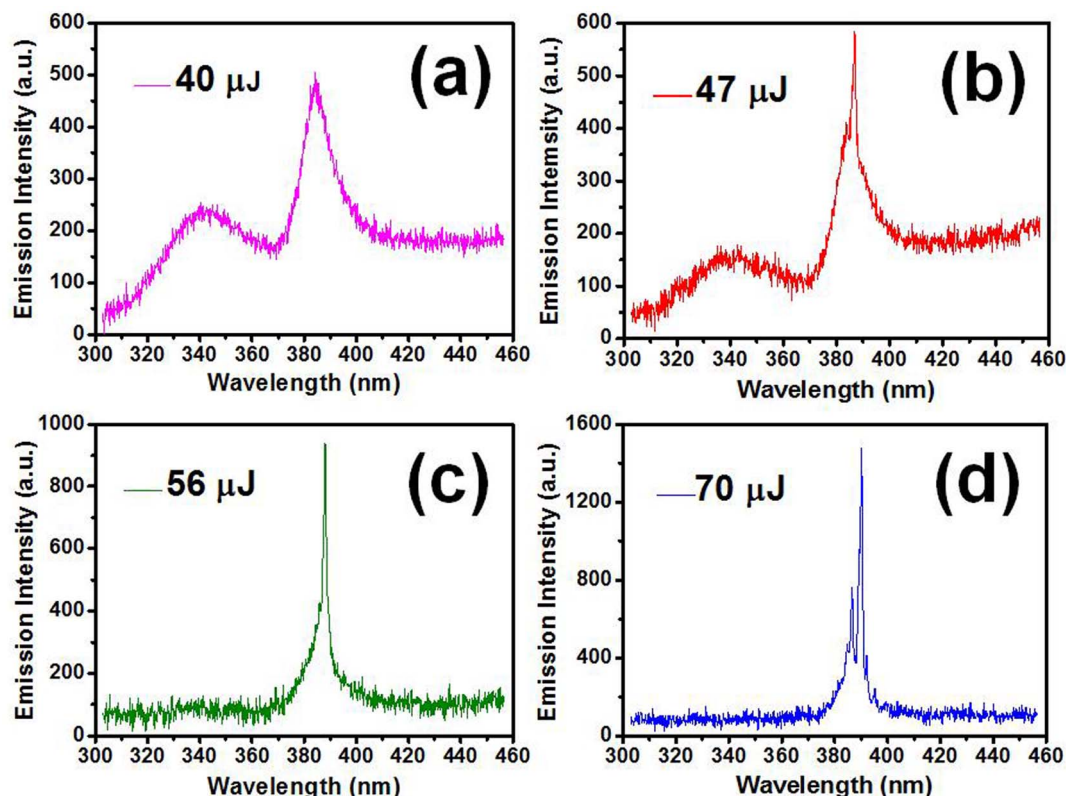 Emission Intensity (a.u.)
600
500
400
300
200
100
0
40 μJ
(a)
300 320 340 360 380 400 420 440 460
Wavelength (nm)
Emission Intemsity (a.u.)
600
500
400
300
200
100
0
47 μJ
(b)
300 320 340 360 380 400 420 440 460
Wavelength (nm)
Emission Intensity (a.u.)
1000
800
600
400
200
0
56 μJ
(c)
300 320 340 360 380 400 420 440 460
Wavelength (nm)
Emission Intensity (a.u.)
1600
1200
800
400
0
70 μJ
(d)
300 320 340 360 380 400 420 440 460
Wavelength (nm)